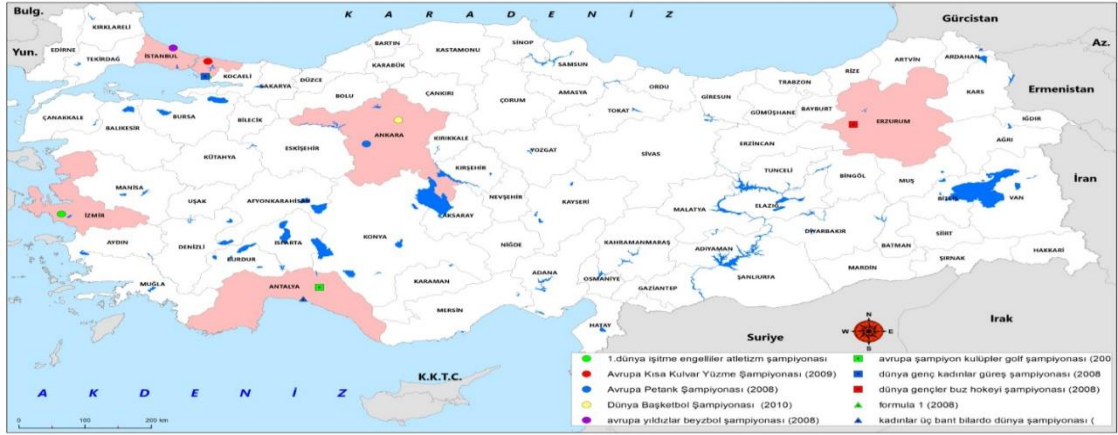 KARADENİZ
Bulg.
Gürcistan
KIRKLARELİ
SİNOP
BARTIN
KASTAMONU
EDİRNE
Yun.
TEKİRDAĞ
İSTANBUL
KARABÜK
SAMSUN
Az.
ARTVİN
ARDAHAN
KOCAELİ
DÜZCE
RİZE
TRABZON
SAKARYA
BOLU
ÇANKIRI
ORDU
GİRESUN
KARS
Ermenistan
ÇORUM
AMASYA
TOKAT
GÜMÜŞHANE
BAYBURT
ÇANAKKALE
BALIKESİR
BURSA
BİLECİK
ANKARA
KIRIKKALE
ERZURUM
IĞDIR
ESKİŞEHİR
YOZGAT
SİVAS
ERZİNCAN
AĞRI
KÜTAHYA
KIRŞEHİR
TUNCELİ
BİNGÖL
MUŞ
İran
MANİSA
UŞAK
AFYONKARAHİSAR
NEVŞEHİR
KAYSERİ
ELAZIĞ
BİTLİS
VAN
İZMİR
AKSARAY
MALATYA
AYDIN
DENİZLİ
ISPARTA
KONYA
NİĞDE
KAHRAMANMARAŞ
ADIYAMAN
DİYARBAKIR
BATMAN
SİİRT
HAKKARİ
BURDUR
ŞIRNAK
MUĞLA
ANTALYA
KARAMAN
ADANA
OSMANİYE
GAZİANTEP
ŞANLIURFA
MARDİN
MERSİN
HATAY
Suriye
Irak
N
W E
S
K.K.T.C.
AKDENİZ
0 50 100 200 km
1.dünya işitme engelliler atletizm şampiyonası
Avrupa Kısa Kulvar Yüzme Şampiyonası (2009)
Avrupa Petank Şampiyonası (2008)
Dünya Başketbol Şampiyonası (2010)
avrupa yıldızlar beyzbol şampiyonası (2008)
avrupa şampiyon kulüpler golf şampiyonası (200
dünya genç kadınlar güreş şampiyonası (2008
dünya gençler buz hokeyi şampiyonası (2008)
formula 1 (2008)
kadınlar üç bant bilardo dünya şampiyonası (